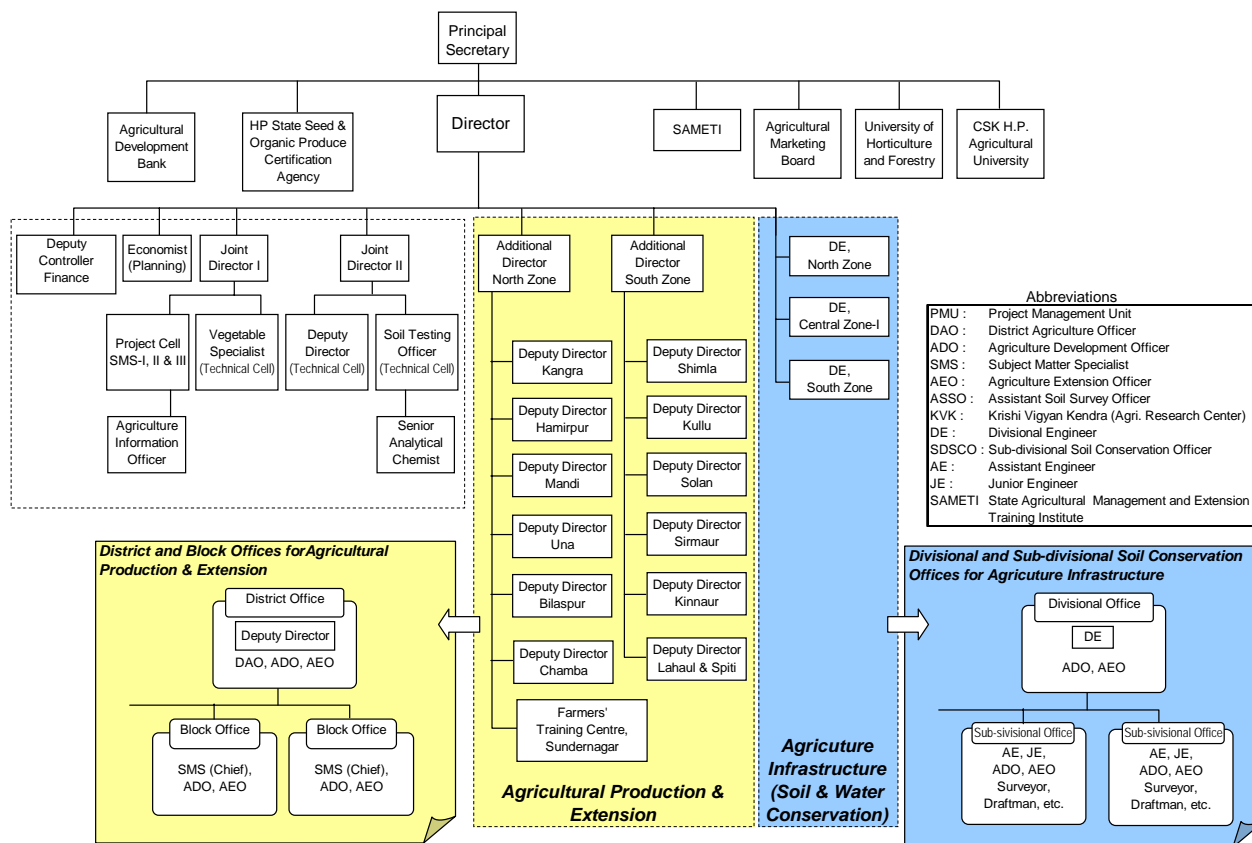 Principal
Secretary
Agricultural
Development
Bank
HP State Seed &
Organic Produce
Certification
Agency
Director
SAMETI
Agricultural
Marketing
Board
University of
Horticulture
and Forestry
CSK H.P.
Agricultural
University
Deputy
Controller
Finance
Economist
(Planning)
Joint
Director I
Joint
Director II
Project Cell
SMS-I, II & III
Vegetable
Specialist
(Technical Cell)
Deputy
Director
(Technical Cell)
Soil Testing
Officer
(Technical Cell)
Agriculture
Information
Officer
Senior
Analytical
Chemist
Additional
Director
North Zone
Additional
Director
South Zone
Deputy Director
Kangra
Deputy Director
Hamirpur
Deputy Director
Mandi
Deputy Director
Una
Deputy Director
Bilaspur
Deputy Director
Chamba
Farmers'
Training Centre,
Sundernagar
Deputy Director
Shimla
Deputy Director
Kullu
Deputy Director
Solan
Deputy Director
Sirmaur
Deputy Director
Kinnaur
Deputy Director
Lahaul & Spiti
Agricultural Production &
Extension
DE,
North Zone
DE,
Central Zone-I
DE,
South Zone
Agricuture
Infrastructure
(Soil & Water
Conservation)
Abbreviations
PMU : Project Management Unit
DAO : District Agriculture Officer
ADO : Agriculture Development Officer
SMS : Subject Matter Specialist
AEO : Agriculture Extension Officer
ASSO : Assistant Soil Survey Officer
KVK : Krishi Vigyan Kendra (Agri. Research Center)
DE : Divisional Engineer
SDSCO : Sub-divisional Soil Conservation Officer
AE : Assistant Engineer
JE : Junior Engineer
SAMETI State Agricultural Management and Extension
Training Institute
District and Block Offices forAgricultural
Production & Extension
District Office
Deputy Director
DAO, ADO, AEO
Block Office
SMS (Chief),
ADO, AEO
Block Office
SMS (Chief),
ADO, AEO
Divisional and Sub-divisional Soil Conservation
Offices for Agricuture Infrastructure
Divisional Office
DE
ADO, AEO
Sub-sivisional Office
AE, JE,
ADO, AEO
Surveyor,
Draftman, etc.
Sub-sivisional Office
AE, JE,
ADO, AEO
Surveyor,
Draftman, etc.